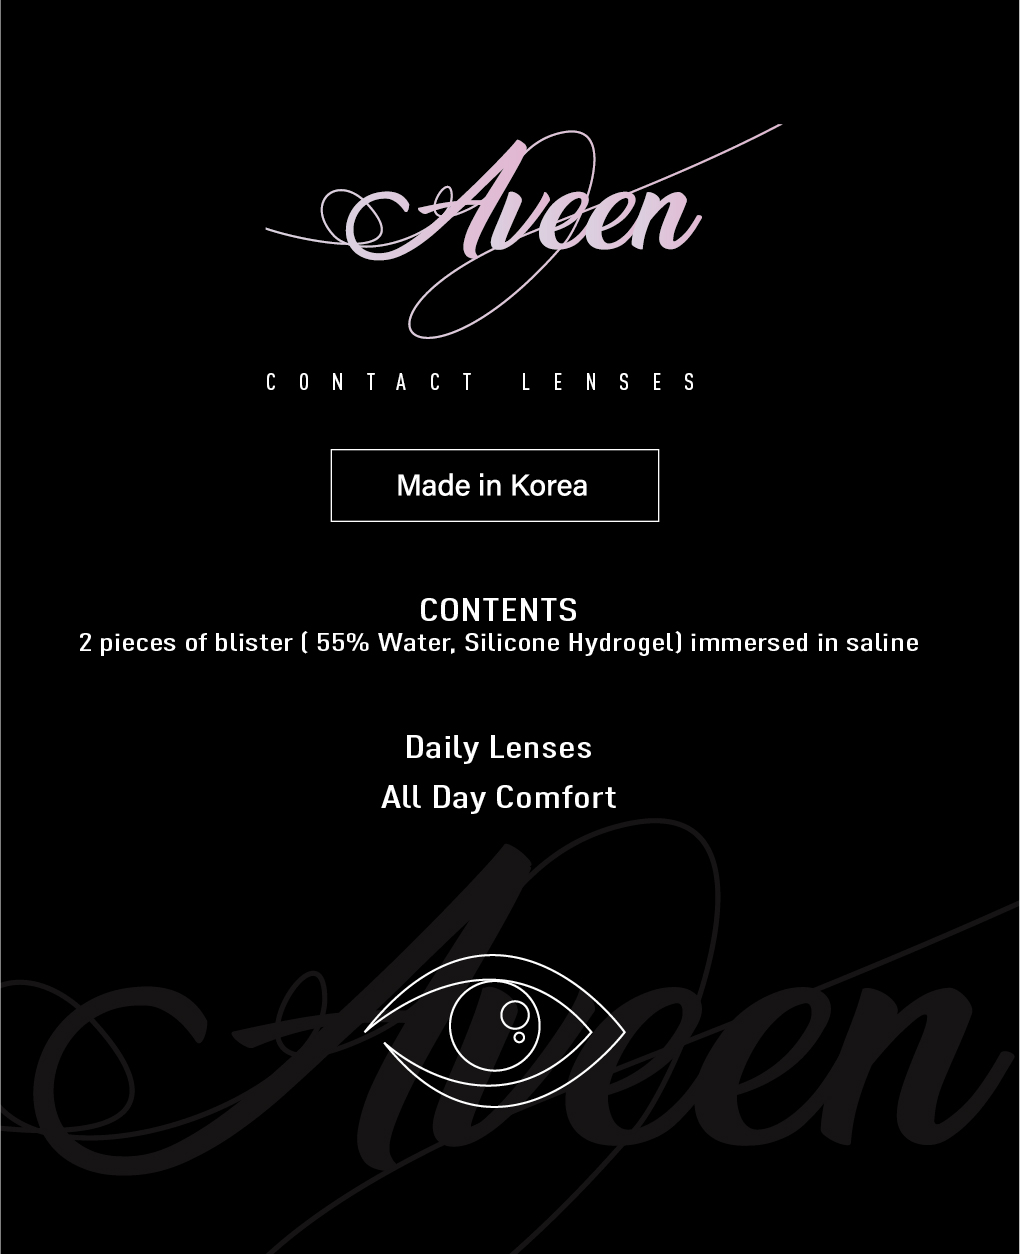 Aveen
CONTACT LENSES
Made in Korea
CONTENTS
2 pieces of blister ( 55% Water, Silicone Hydrogel) immersed in saline
Daily Lenses
All Day Comfort
Aveen